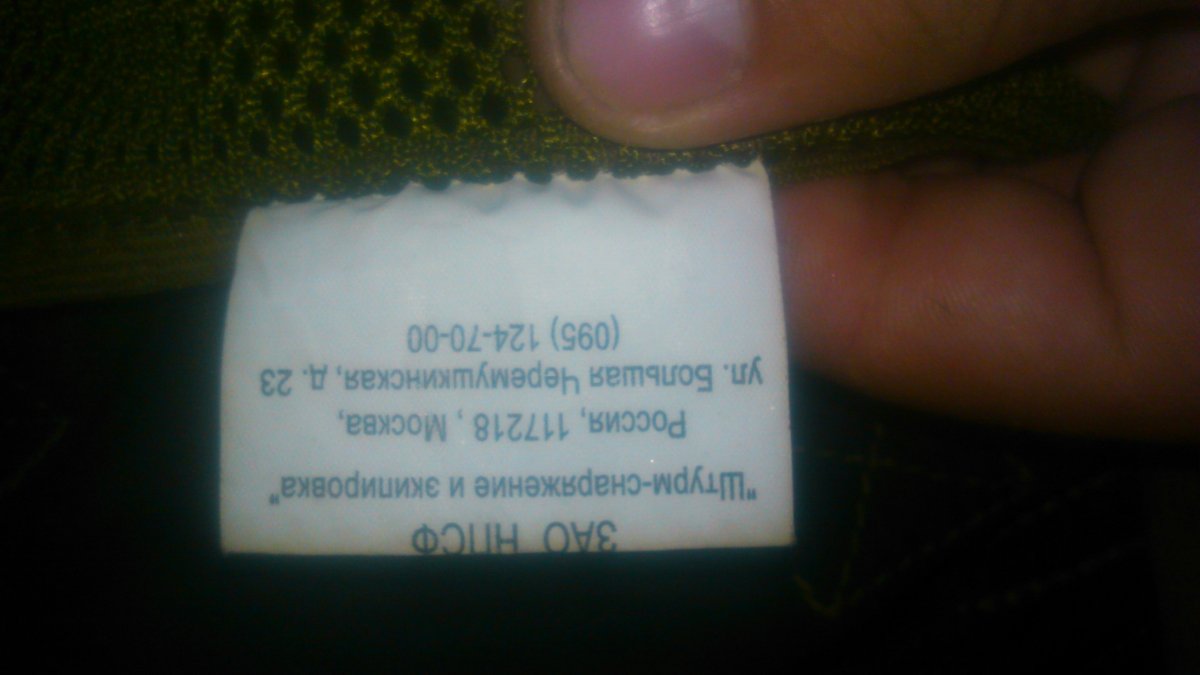 ЗАО НПСФ
"Штурм-снаряжение и экипировка"
Россия, 117218 , Москва,
ул. Большая Черемушкинская, д. 23
(095) 124-70-00